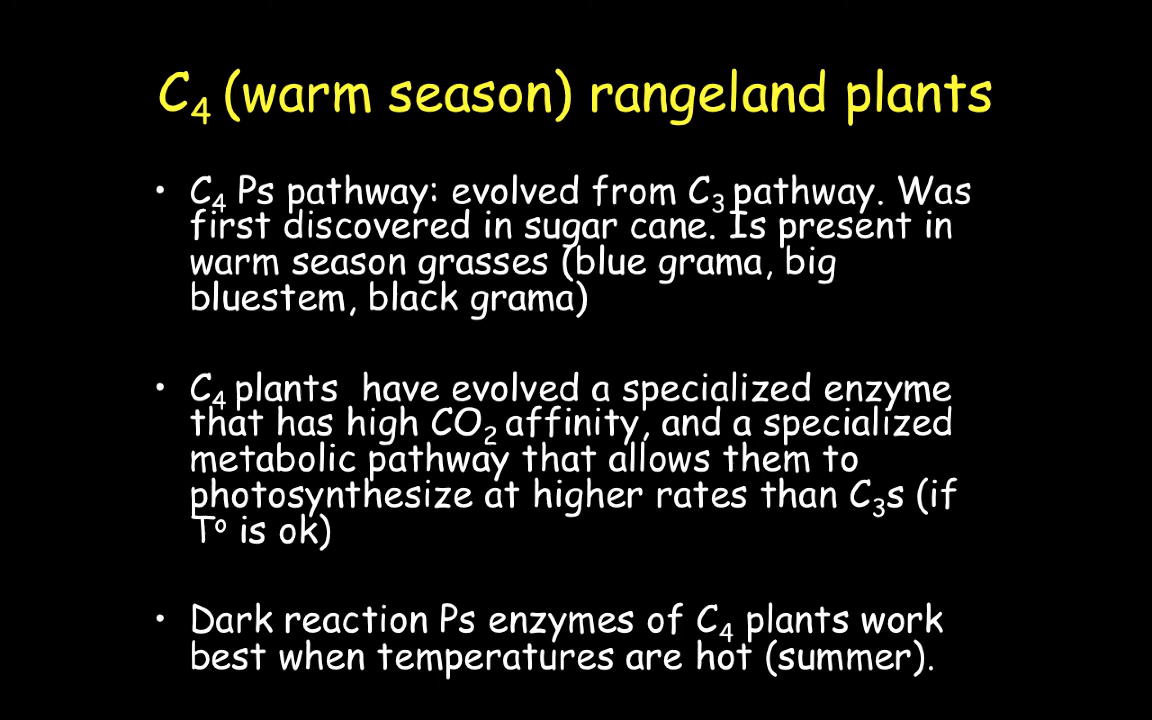 C₄ (warm season) rangeland plants
• C₄ Ps pathway: evolved from C₃ pathway. Was
first discovered in sugar cane. Is present in
warm season grasses (blue grama, big
bluestem, black grama)
• C₄ plants have evolved a specialized enzyme
that has high CO₂ affinity, and a specialized
metabolic pathway that allows them to
photosynthesize at higher rates than C₃s (if
Tº is ok)
• Dark reaction Ps enzymes of C₄ plants work
best when temperatures are hot (summer).